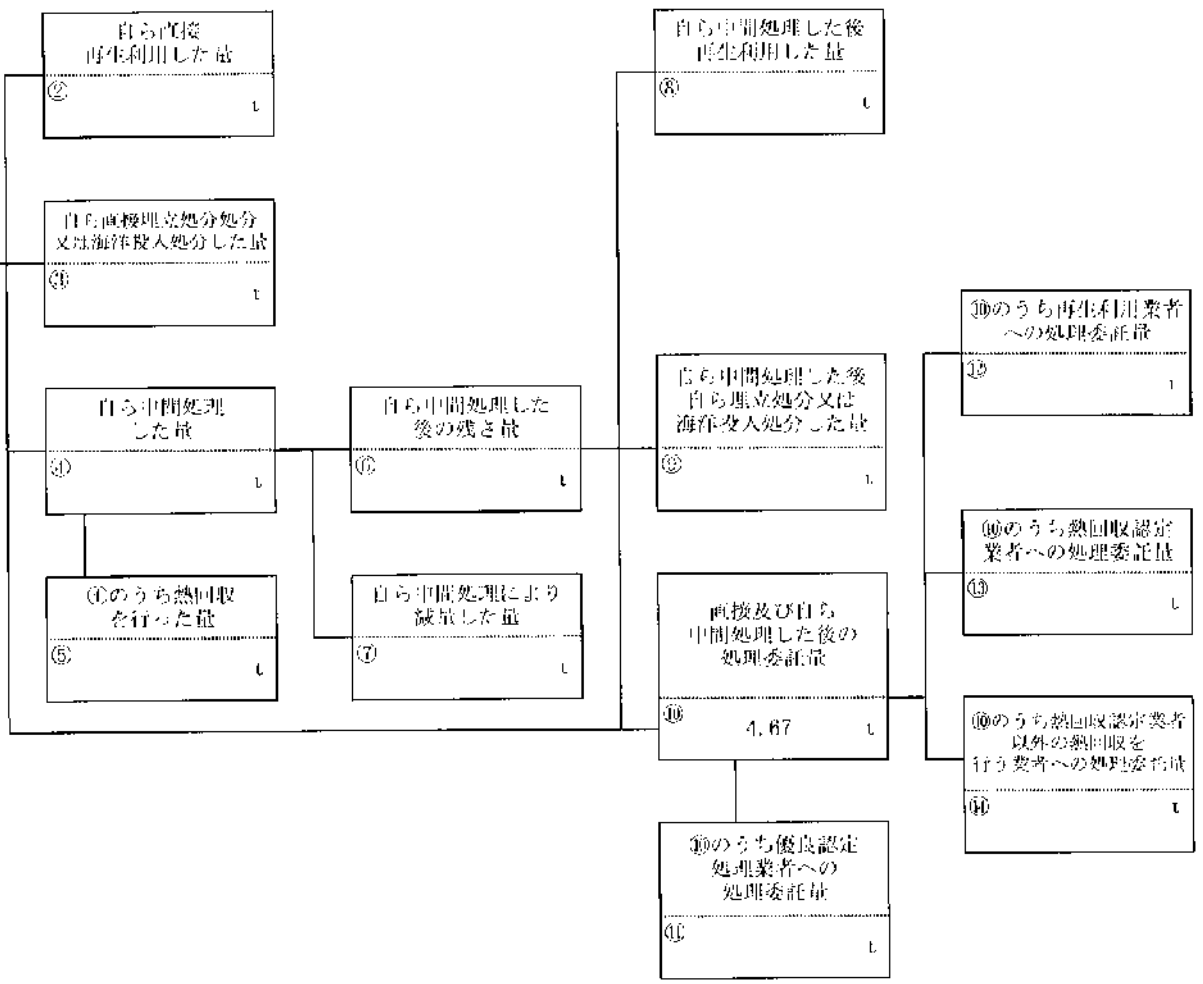 自ら直接
再生利用した量
②
t
自ら中間処理した後
再生利用した量
⑧
t
自ら直接埋立処分処分
又は海洋投入処分した量
③
t
⑩のうち再生利用業者
への処理委託量
⑫
t
自ら中間処理
した量
④
t
自ら中間処理した
後の残さ量
⑥
t
自ら中間処理した後
自ら埋立処分又は
海洋投入処分した量
⑨
t
⑩のうち熱回収認定
業者への処理委託量
⑬
t
④のうち熱回収
を行った量
⑤
t
自ら中間処理により
減量した量
⑦
t
直接及び自ら
中間処理した後の
処理委託量
⑩
4.67 t
⑩のうち熱回収認定業者
以外の熱回収を
行う業者への処理委託量
⑭
t
⑩のうち優良認定
処理業者への
処理委託量
⑪
t